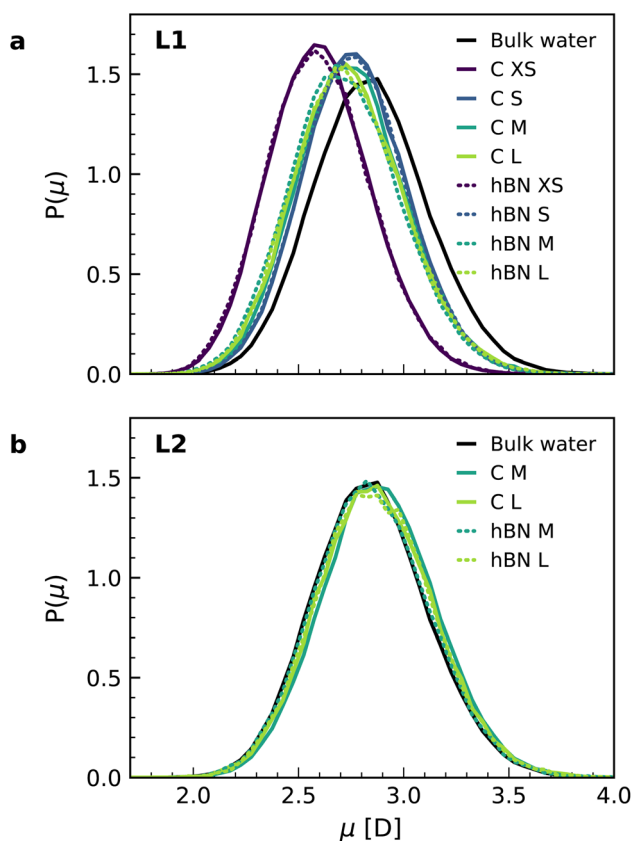 a
L1
Bulk water
C XS
C S
C M
C L
hBN XS
hBN S
hBN M
hBN L
P(μ)
1.5
1.0
0.5
0.0
b
L2
Bulk water
C M
C L
hBN M
hBN L
P(μ)
1.5
1.0
0.5
0.0
2.0 2.5 3.0 3.5 4.0
μ [D]